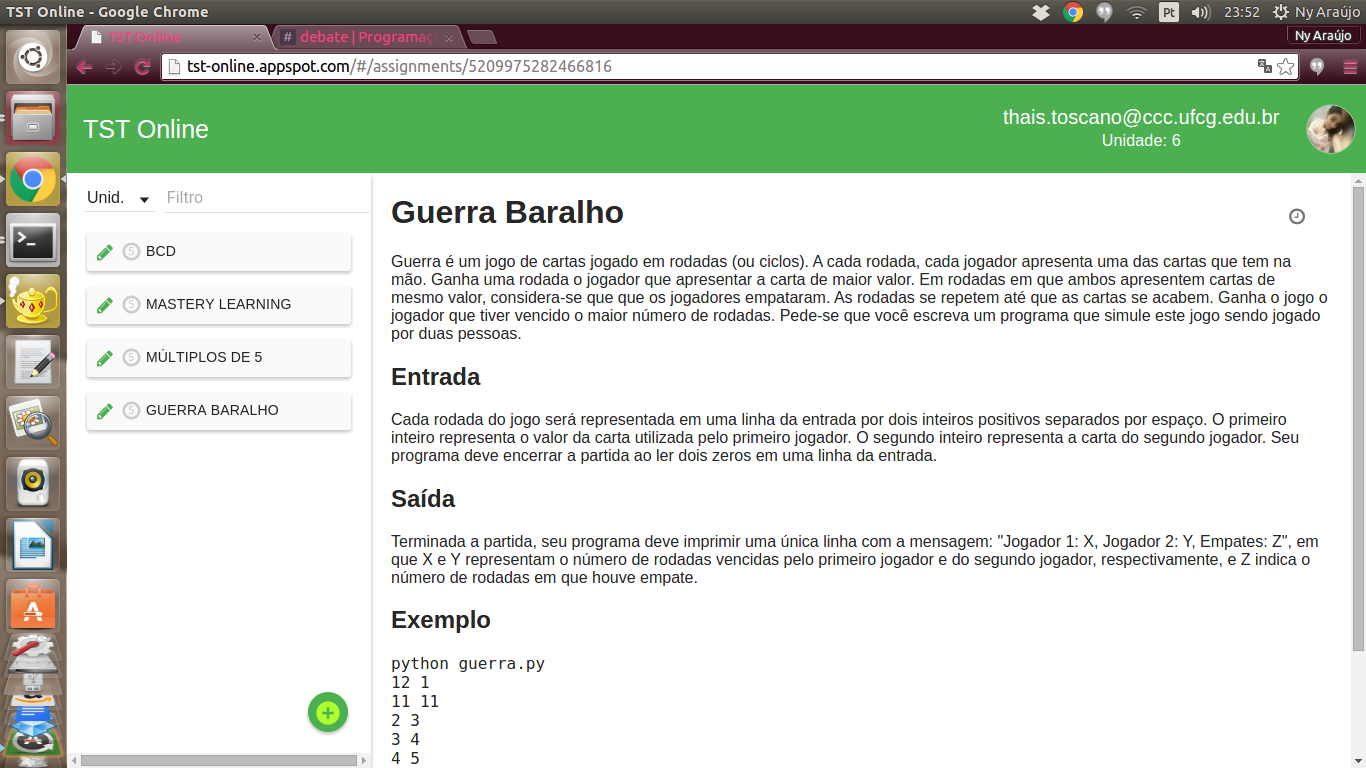 TST Online - Google Chrome
Pt
23:52
Ny Araújo
TST Online
# debate | Programaç
Ny Araújo
tst-online.appspot.com/#/assignments/5209975282466816
TST Online
thais.toscano@ccc.ufcg.edu.br
Unidade: 6
Unid.
Filtro
5 BCD
5 MASTERY LEARNING
5 MÚLTIPLOS DE 5
5 GUERRA BARALHO
Guerra Baralho
Guerra é um jogo de cartas jogado em rodadas (ou ciclos). A cada rodada, cada jogador apresenta uma das cartas que tem na
mão. Ganha uma rodada o jogador que apresentar a carta de maior valor. Em rodadas em que ambos apresentem cartas de
mesmo valor, considera-se que que os jogadores empataram. As rodadas se repetem até que as cartas se acabem. Ganha o jogo o
jogador que tiver vencido o maior número de rodadas. Pede-se que você escreva um programa que simule este jogo sendo jogado
por duas pessoas.
Entrada
Cada rodada do jogo será representada em uma linha da entrada por dois inteiros positivos separados por espaço. O primeiro
inteiro representa o valor da carta utilizada pelo primeiro jogador. O segundo inteiro representa a carta do segundo jogador. Seu
programa deve encerrar a partida ao ler dois zeros em uma linha da entrada.
Saída
Terminada a partida, seu programa deve imprimir uma única linha com a mensagem: "Jogador 1: X, Jogador 2: Y, Empates: Z", em
que X e Y representam o número de rodadas vencidas pelo primeiro jogador e do segundo jogador, respectivamente, e Z indica o
número de rodadas em que houve empate.
Exemplo
python guerra.py
12 1
11 11
2 3
3 4
4 5